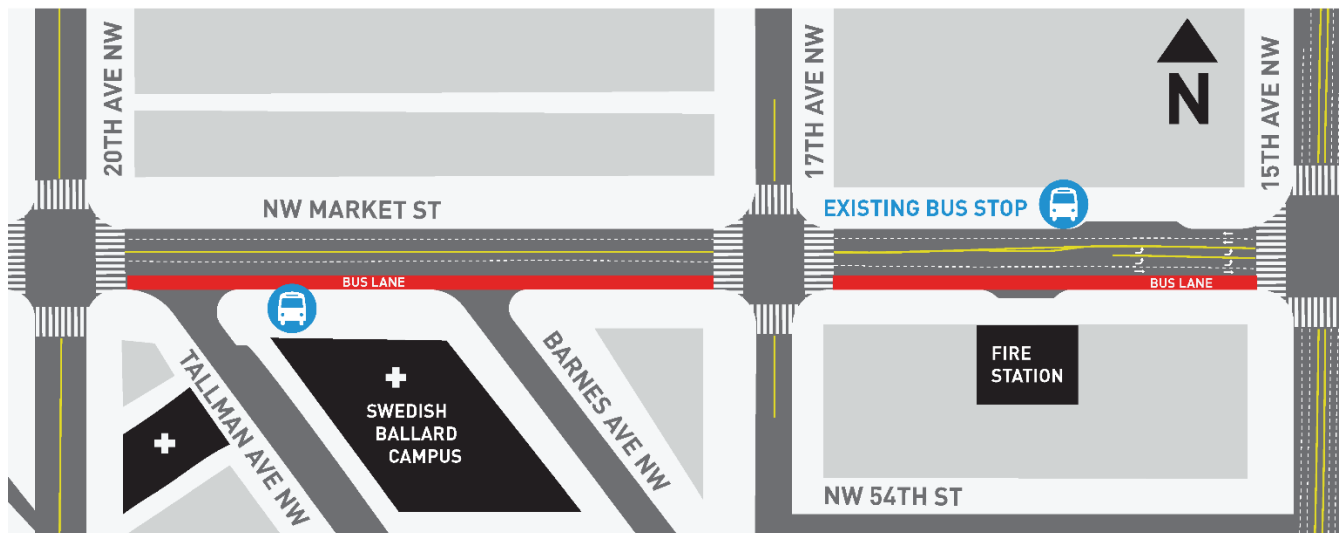 20TH AVE NW
17TH AVE NW
15TH AVE NW
N
NW MARKET ST
EXISTING BUS STOP
BUS LANE
BUS LANE
TALLMAN AVE NW
SWEDISH
BALLARD
CAMPUS
BARNES AVE NW
FIRE
STATION
NW 54TH ST